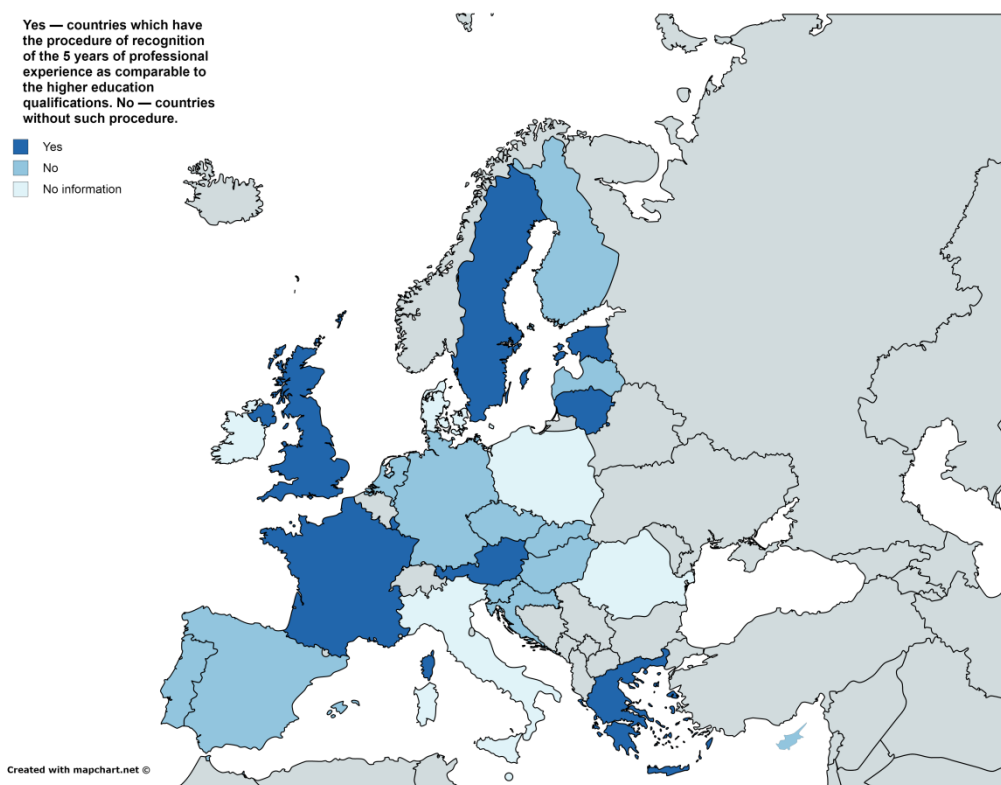 Yes — countries which have
the procedure of recognition
of the 5 years of professional
experience as comparable to
the higher education
qualifications. No — countries
without such procedure.
Yes
No
No information
Created with mapchart.net ©